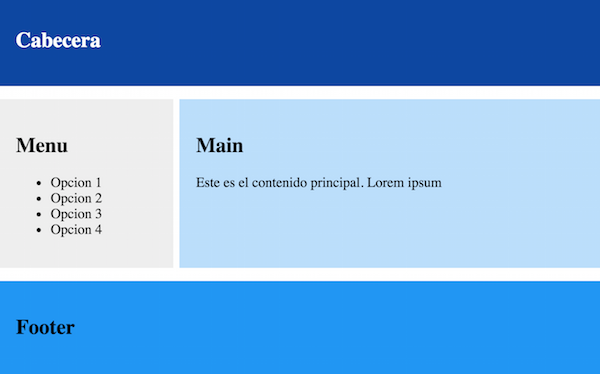 Cabecera
Menu
Opcion 1
Opcion 2
Opcion 3
Opcion 4
Main
Este es el contenido principal. Lorem ipsum
Footer